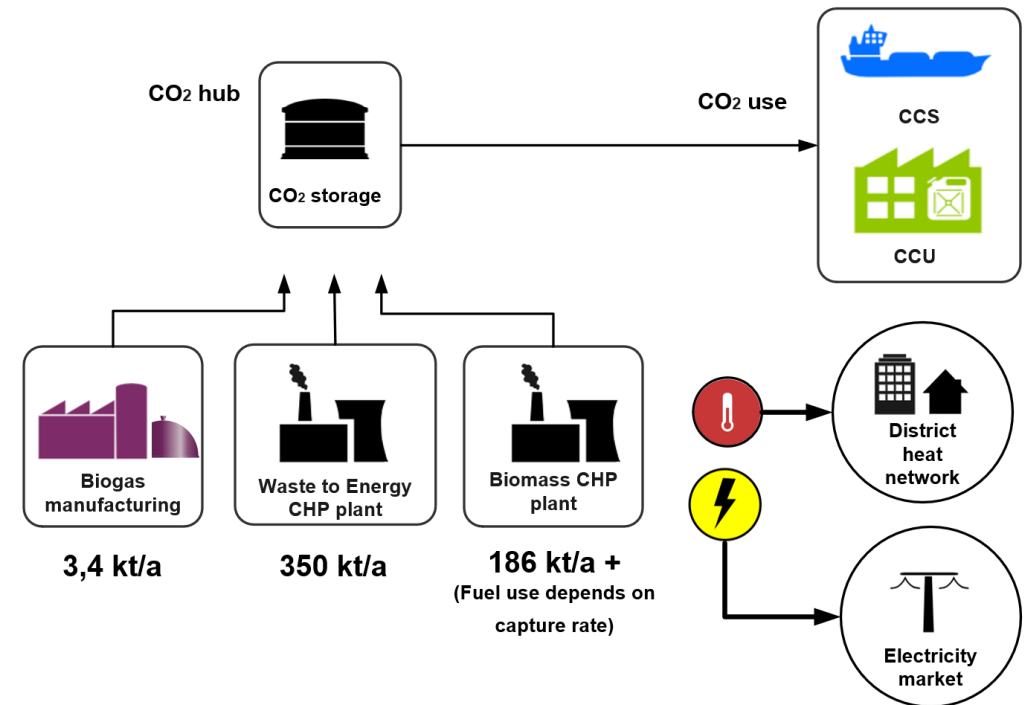 CO2 hub
CO2 storage
CO2 use
CCS
CCU
Biogas
manufacturing
3,4 kt/a
Waste to Energy
CHP plant
350 kt/a
Biomass CHP
plant
186 kt/a +
(Fuel use depends on
capture rate)
District
heat
network
Electricity
market